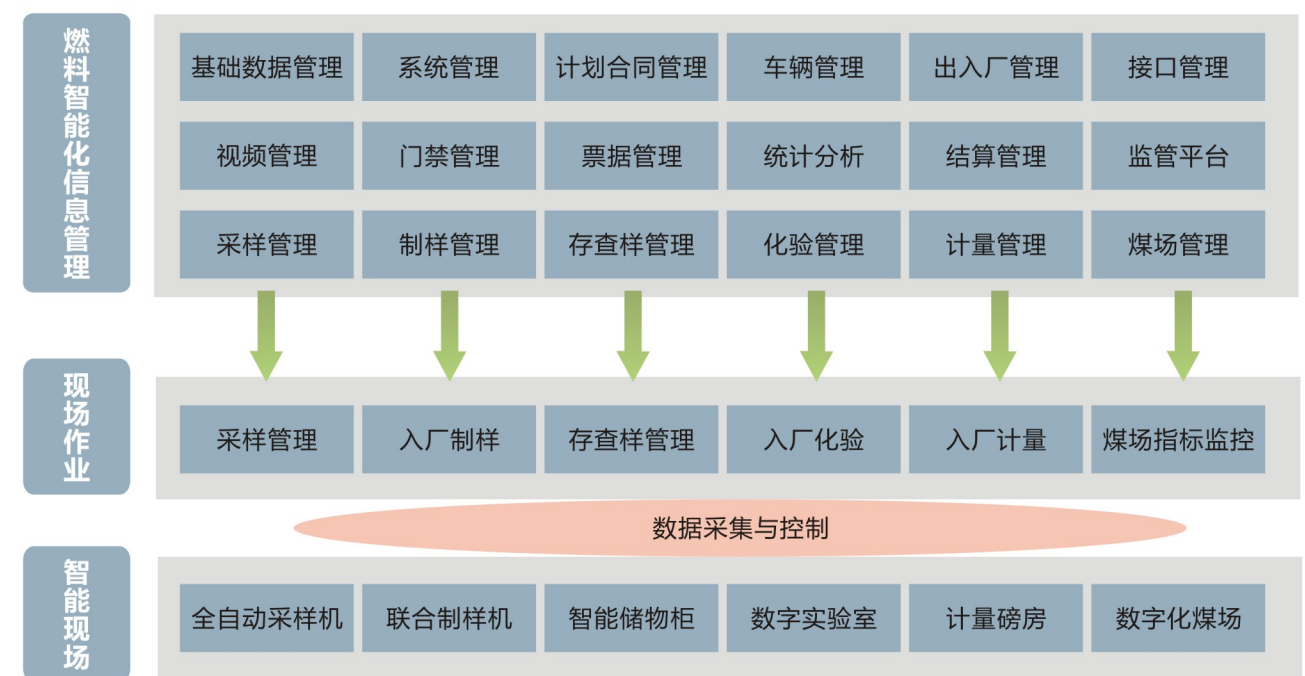 燃料智能化信息管理
基础数据管理 系统管理 计划合同管理 车辆管理 出入厂管理 接口管理
视频管理 门禁管理 票据管理 统计分析 结算管理 监管平台
采样管理 制样管理 存查样管理 化验管理 计量管理 煤场管理
现场作业
采样管理 入厂制样 存查样管理 入厂化验 入厂计量 煤场指标监控
数据采集与控制
智能现场
全自动采样机 联合制样机 智能储物柜 数字实验室 计量磅房 数字化煤场